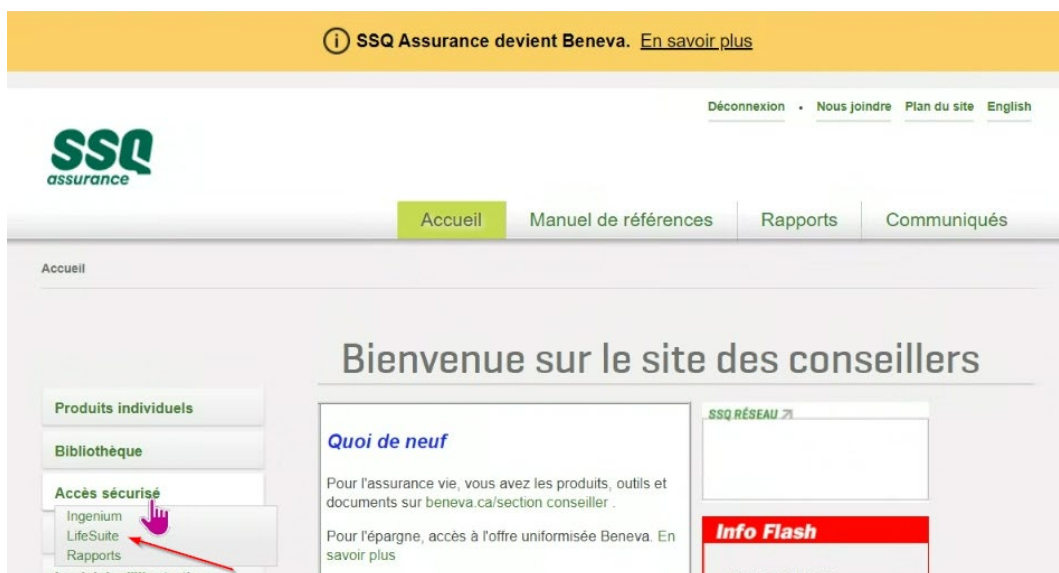 SSQ Assurance devient Beneva. En savoir plus
Déconnexion • Nous joindre Plan du site English
SSQ
assurance
Accueil Manuel de références Rapports Communiqués
Accueil
Bienvenue sur le site des conseillers
Produits individuels
Bibliothèque
Accès sécurisé
Ingenium
LifeSuite
Rapports
Quoi de neuf
Pour l'assurance vie, vous avez les produits, outils et
documents sur beneva.ca/section conseiller .
Pour l'épargne, accès à l'offre uniformisée Beneva. En
savoir plus
SSQ RÉSEAU
Info Flash